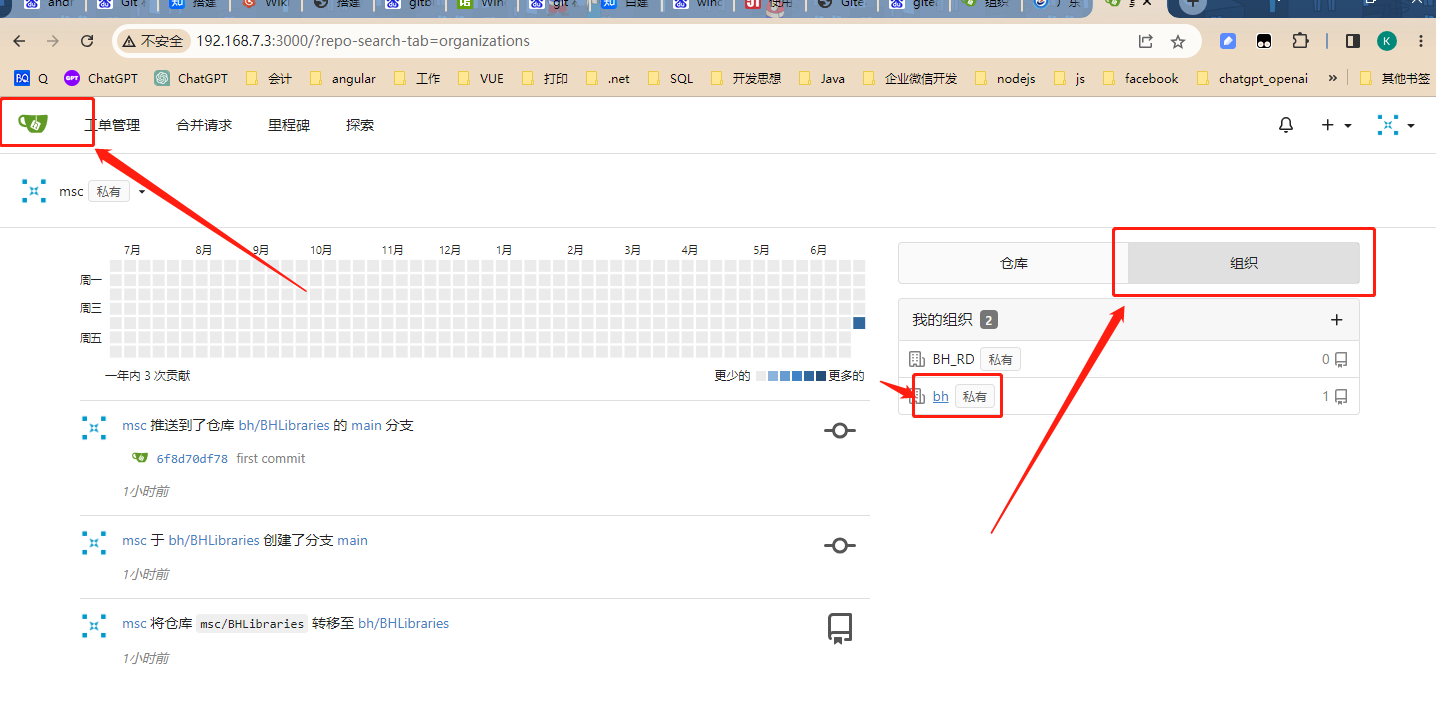 Git
搭建
Wiki
搭建
gitb
Win
git
自建
winc
使用
Gite
gitea
组织
不安全 192.168.7.3:3000/?repo-search-tab=organizations K
Q ChatGPT ChatGPT 会计 angular 工作 VUE 打印 .net SQL 开发思想 Java 企业微信开发 nodejs js facebook chatgpt_openai » 其他书签
工单管理 合并请求 里程碑 探索
msc 私有
7月 8月 9月 10月 11月 12月 1月 2月 3月 4月 5月 6月
周一
周三
周五
一年内 3 次贡献 更少的 更多的
仓库 组织
我的组织 2 +
BH_RD 私有 0
bh 私有 1
msc 推送到了仓库 bh/BHLibraries 的 main 分支
6f8d70df78 first commit
1小时前
msc 于 bh/BHLibraries 创建了分支 main
1小时前
msc 将仓库 msc/BHLibraries 转移至 bh/BHLibraries
1小时前